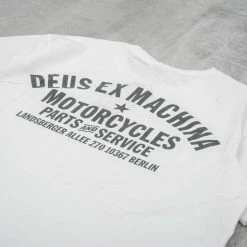 DEUS EX MACHINA
★
MOTORCYCLES
PARTS AND SERVICE
LANDSBERGER ALLEE 270 10367 BERLIN